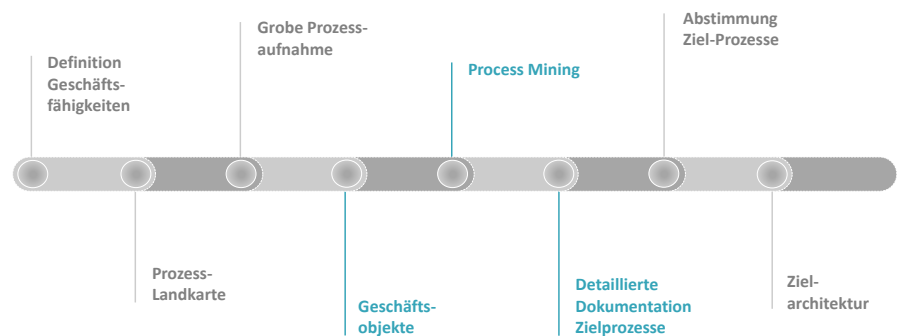 Definition
Geschäfts-
fähigkeiten
Prozess-
Landkarte
Grobe Prozess-
aufnahme
Geschäfts-
objekte
Process Mining
Detaillierte
Dokumentation
Zielprozesse
Abstimmung
Ziel-Prozesse
Ziel-
architektur